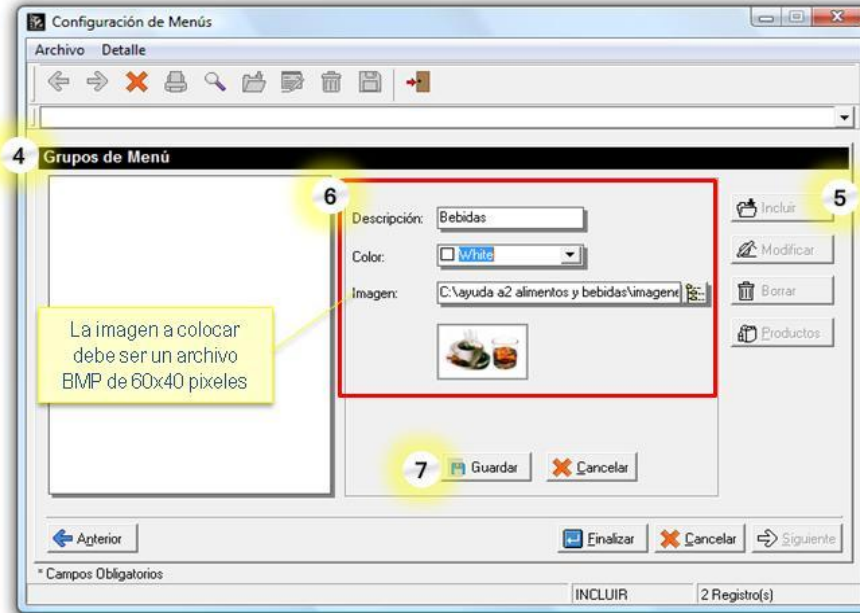 Configuración de Menús
Archivo Detalle
4 Grupos de Menú
6
5
Descripción: Bebidas
Incluir
Color: White
Modificar
Imagen: C:\ayuda a2 alimentos y bebidas\imagene
Borrar
La imagen a colocar
debe ser un archivo
BMP de 60x40 pixeles
Productos
7 Guardar Cancelar
Anterior Finalizar Cancelar Siguiente
* Campos Obligatorios
INCLUIR 2 Registro(s)